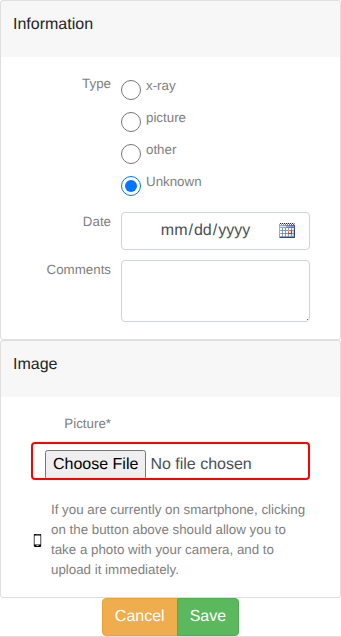 Information
Type
x-ray
picture
other
Unknown
Date
mm/dd/yyyy
Comments
Image
Picture*
Choose File No file chosen
If you are currently on smartphone, clicking
on the button above should allow you to
take a photo with your camera, and to
upload it immediately.
Cancel Save